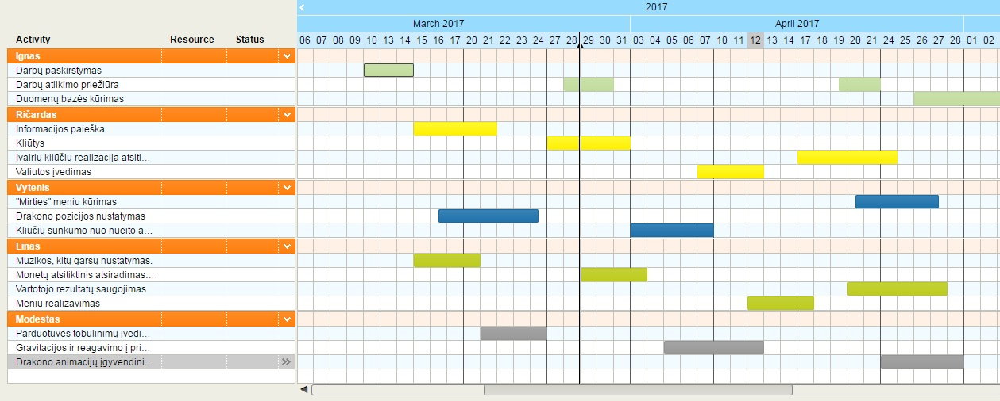 2017
March 2017 April 2017
Activity Resource Status 06 07 08 09 10 13 14 15 16 17 20 21 22 23 24 27 28 29 30 31 03 04 05 06 07 10 11 12 13 14 17 18 19 20 21 24 25 26 27 28 01 02
Ignas
Darbų paskirstymas
Darbų atlikimo priežiūra
Duomenų bazės kūrimas
Ričardas
Informacijos paieška
Kliūtys
Įvairių kliūčių realizacija atsiti...
Valiutos įvedimas
Vytenis
"Mirties" meniu kūrimas
Drakono pozicijos nustatymas
Kliūčių sunkumo nuo nueito a...
Linas
Muzikos, kitų garsų nustatymas.
Monetų atsitiktinis atsiradimas...
Vartotojo rezultatų saugojimas
Meniu realizavimas
Modestas
Parduotuvės tobulinimų įvedi...
Gravitacijos ir reagavimo į pri...
Drakono animacijų įgyvendini...